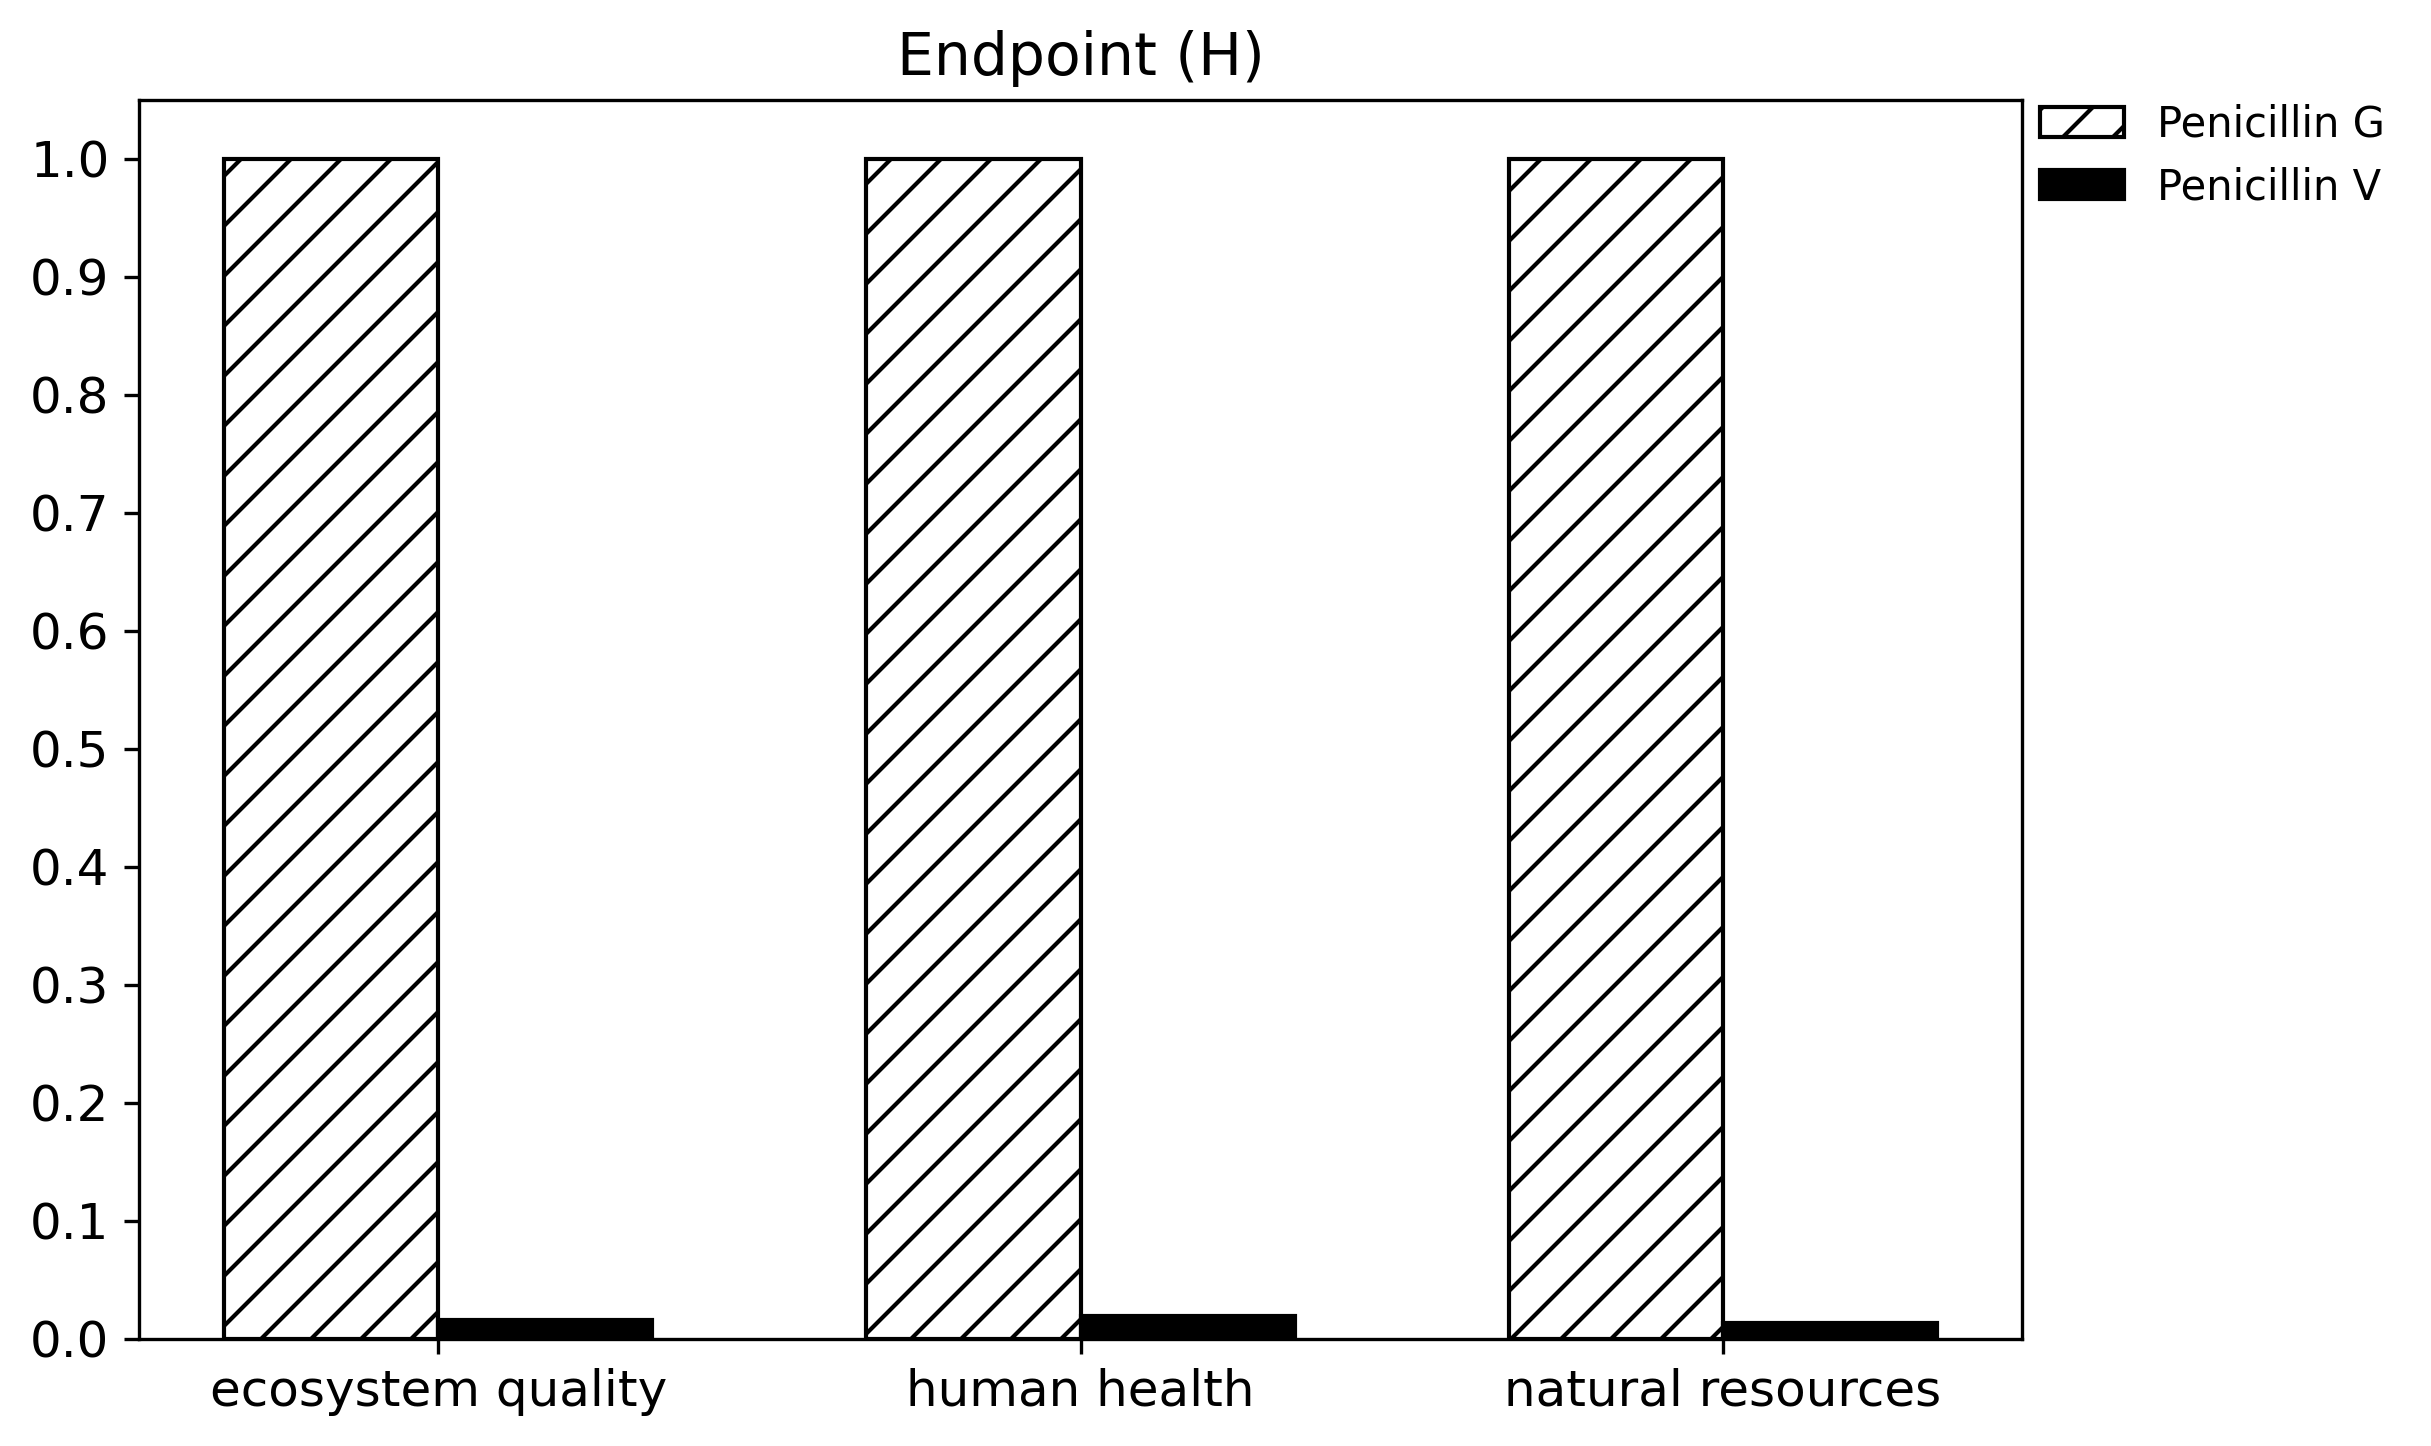 Endpoint (H)
Penicillin G
Penicillin V
1.0
0.9
0.8
0.7
0.6
0.5
0.4
0.3
0.2
0.1
0.0
ecosystem quality
human health
natural resources